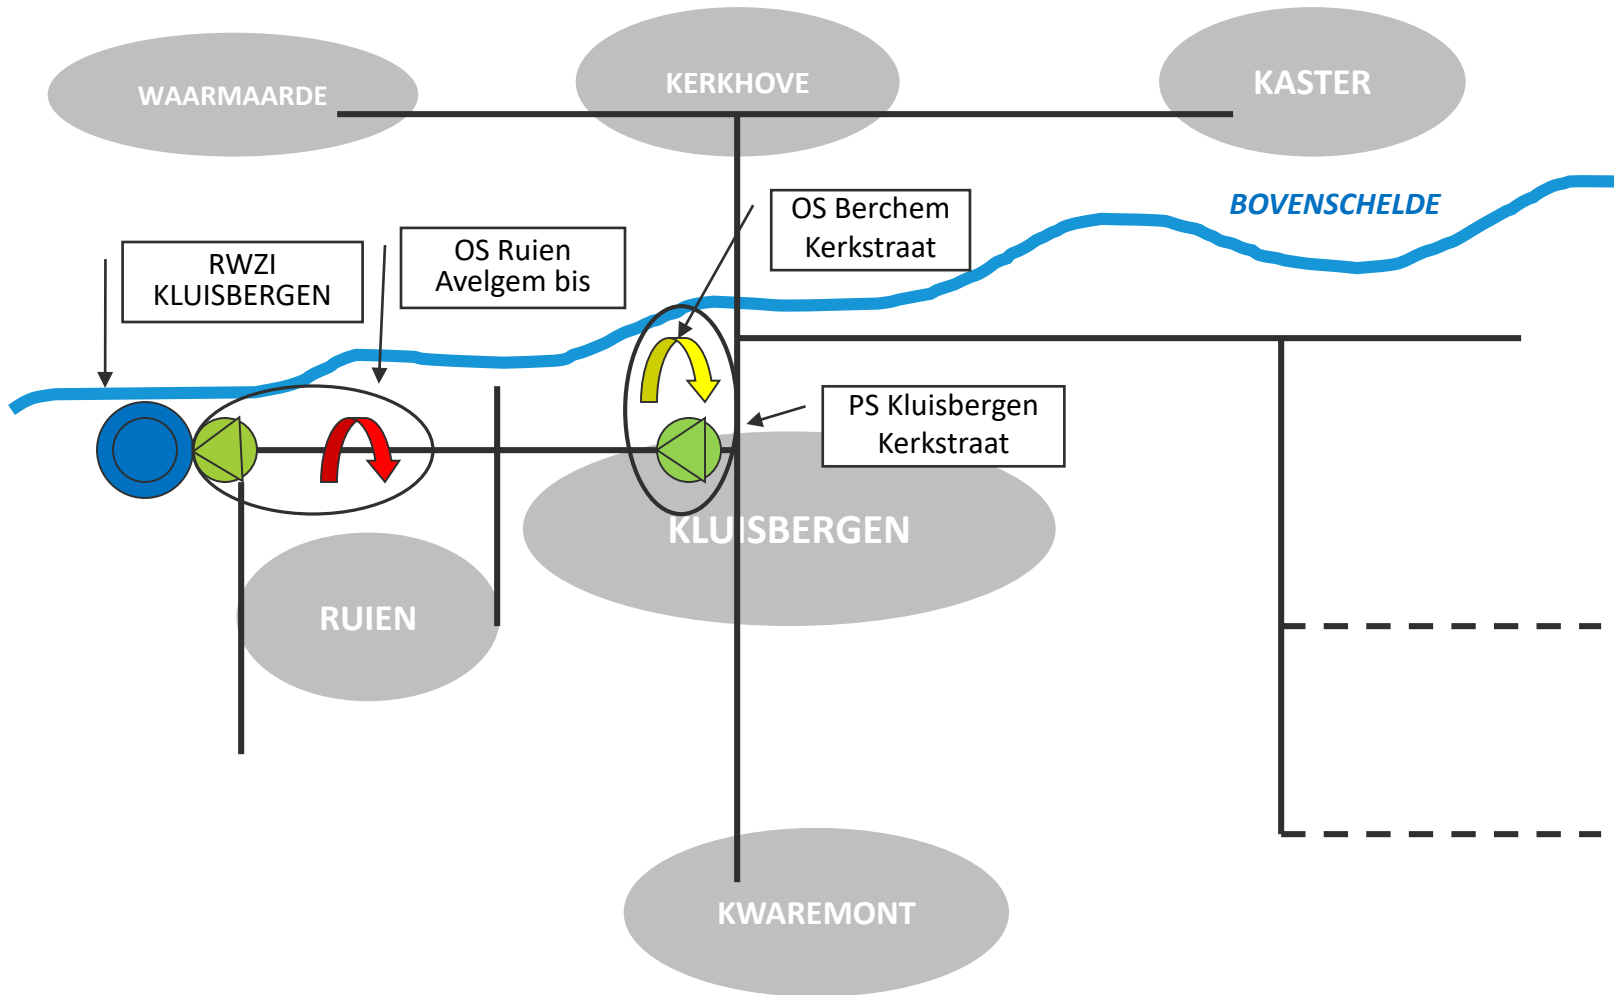 WAARMAARDE
KERKHOVE
KASTER
BOVENSCHELDE
OS Berchem
Kerkstraat
OS Ruien
Avelgem bis
RWZI
KLUISBERGEN
PS Kluisbergen
Kerkstraat
KLUISBERGEN
RUIEN
KWAREMONT